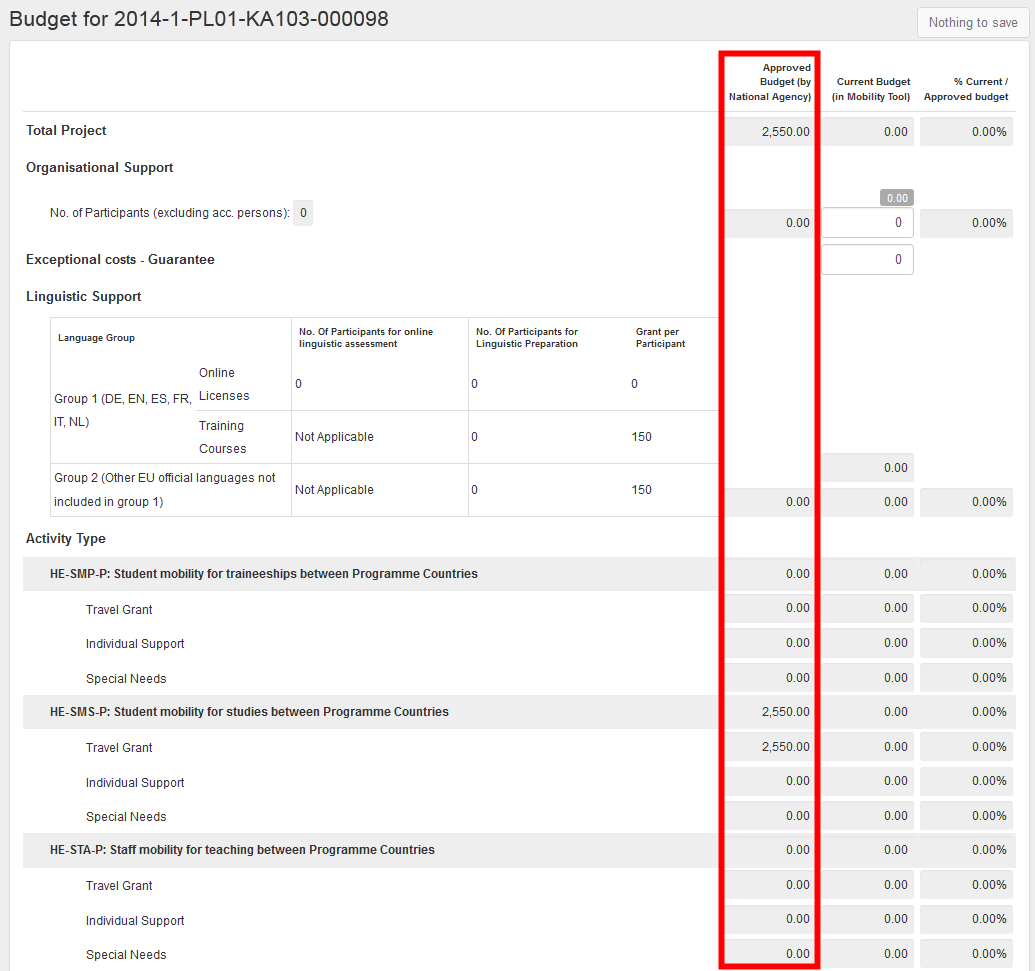 Budget for 2014-1-PL01-KA103-000098
Nothing to save
Approved
Budget (by
National Agency)
Current Budget
(in Mobility Tool)
% Current /
Approved budget
Total Project 2,550.00 0.00 0.00%
Organisational Support
0.00
No. of Participants (excluding acc. persons): 0
0.00 0 0.00%
Exceptional costs - Guarantee 0
Linguistic Support
Language Group
No. Of Participants for online
linguistic assessment
No. Of Participants for
Linguistic Preparation
Grant per
Participant
Group 1 (DE, EN, ES, FR,
IT, NL)
Online
Licenses
0 0 0
Training
Courses
Not Applicable 0 150
Group 2 (Other EU official languages not
included in group 1)
Not Applicable 0 150
0.00
0.00 0.00 0.00%
Activity Type
HE-SMP-P: Student mobility for traineeships between Programme Countries 0.00 0.00 0.00%
Travel Grant 0.00 0.00 0.00%
Individual Support 0.00 0.00 0.00%
Special Needs 0.00 0.00 0.00%
HE-SMS-P: Student mobility for studies between Programme Countries 2,550.00 0.00 0.00%
Travel Grant 2,550.00 0.00 0.00%
Individual Support 0.00 0.00 0.00%
Special Needs 0.00 0.00 0.00%
HE-STA-P: Staff mobility for teaching between Programme Countries 0.00 0.00 0.00%
Travel Grant 0.00 0.00 0.00%
Individual Support 0.00 0.00 0.00%
Special Needs 0.00 0.00 0.00%